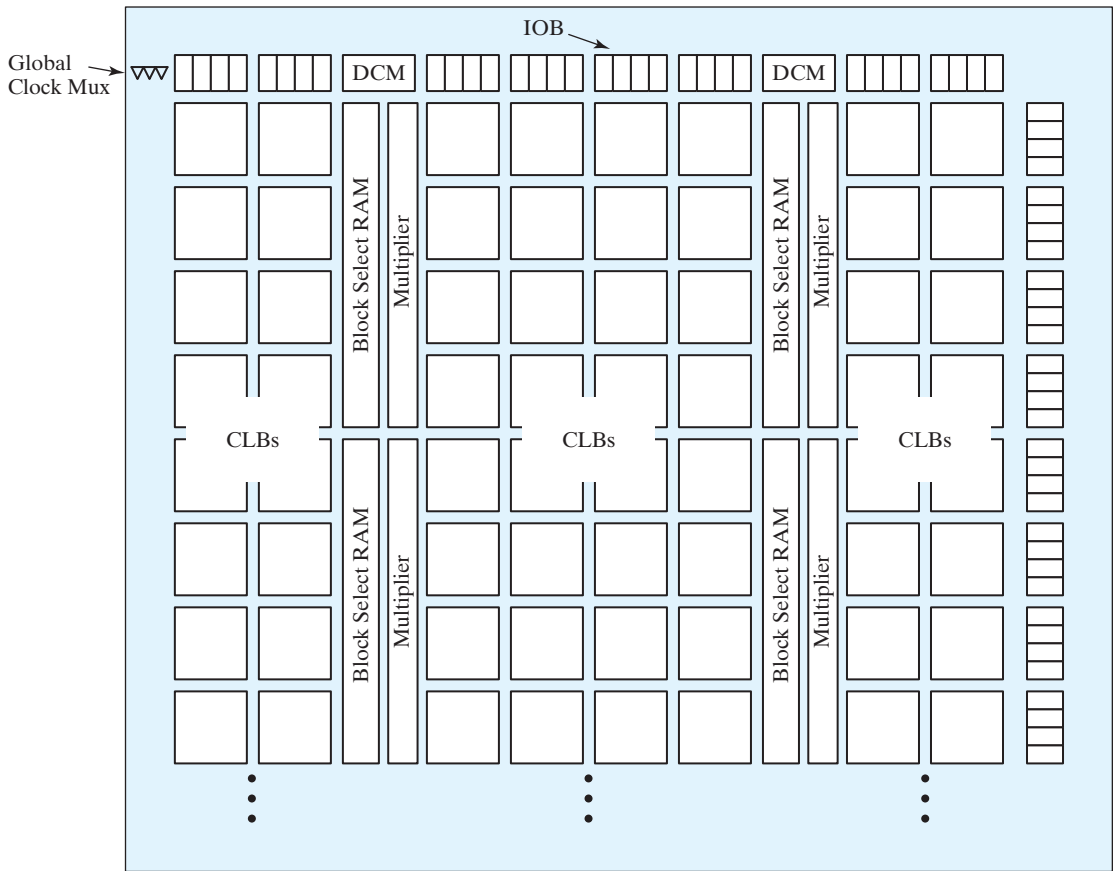 IOB
Global
Clock Mux
DCM
DCM
Block Select RAM
Multiplier
Block Select RAM
Multiplier
CLBs
CLBs
CLBs
Block Select RAM
Multiplier
Block Select RAM
Multiplier